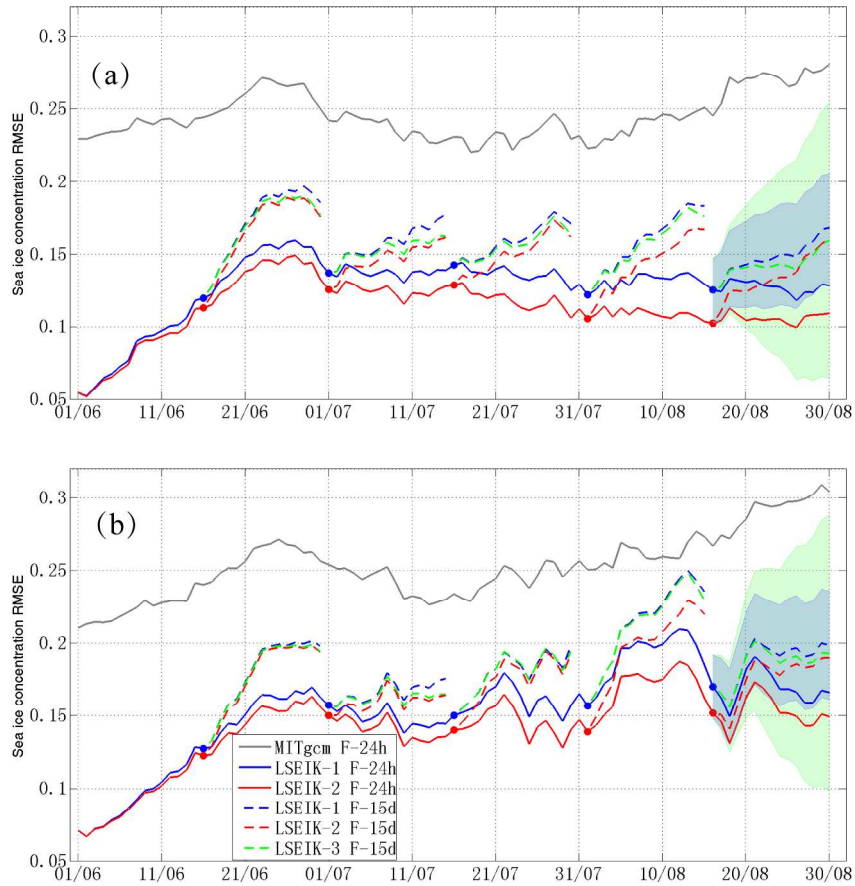 0.3
(a)
0.25
Sea ice concentration RMSE
0.2
0.15
0.1
0.05
01/06 11/06 21/06 01/07 11/07 21/07 31/07 10/08 20/08 30/08
0.3
(b)
0.25
Sea ice concentration RMSE
0.2
0.15
0.1
0.05
MITgcm F-24h
LSEIK-1 F-24h
LSEIK-2 F-24h
LSEIK-1 F-15d
LSEIK-2 F-15d
LSEIK-3 F-15d
01/06 11/06 21/06 01/07 11/07 21/07 31/07 10/08 20/08 30/08